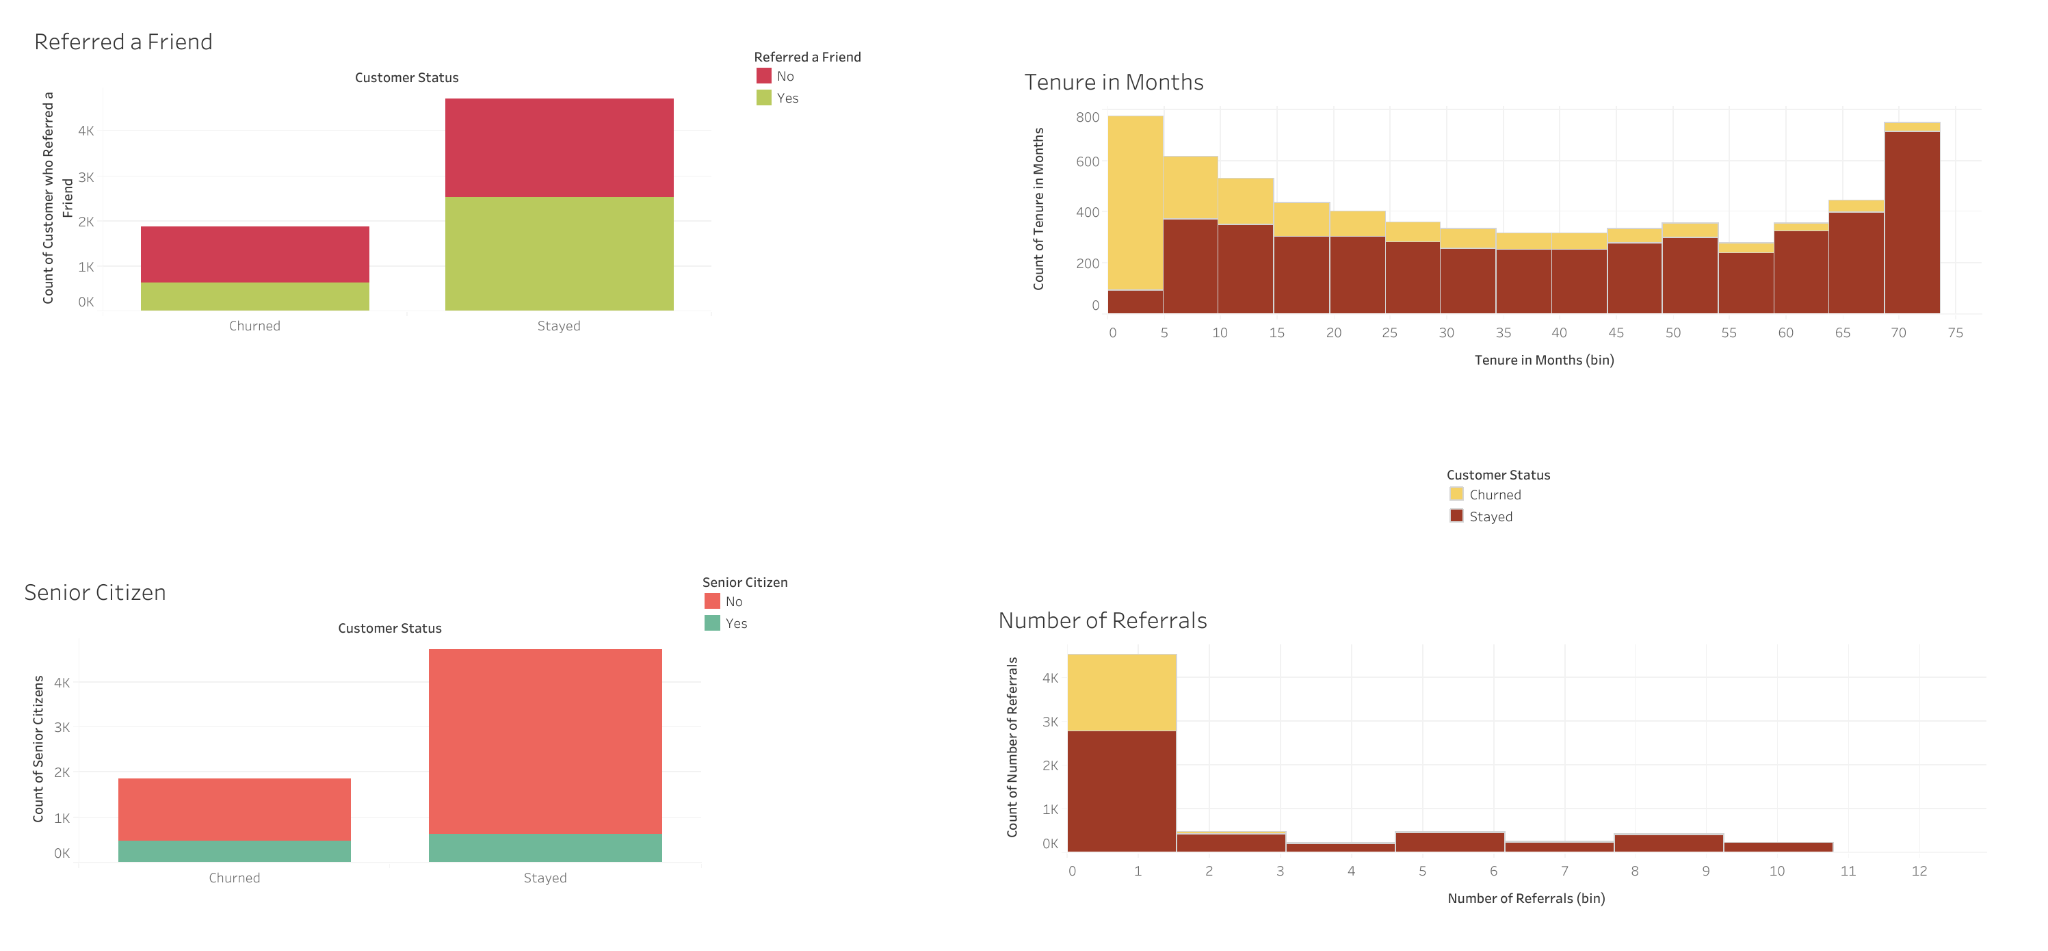 Referred a Friend
Customer Status
Count of Customer who Referred a
Friend
4K
3K
2K
1K
0K
Churned
Stayed
Referred a Friend
No
Yes
Tenure in Months
Count of Tenure in Months
800
600
400
200
0
0 5 10 15 20 25 30 35 40 45 50 55 60 65 70 75
Tenure in Months (bin)
Customer Status
Churned
Stayed
Senior Citizen
Customer Status
Count of Senior Citizens
4K
3K
2K
1K
0K
Churned
Stayed
Senior Citizen
No
Yes
Number of Referrals
Count of Number of Referrals
4K
3K
2K
1K
0K
0 1 2 3 4 5 6 7 8 9 10 11 12
Number of Referrals (bin)